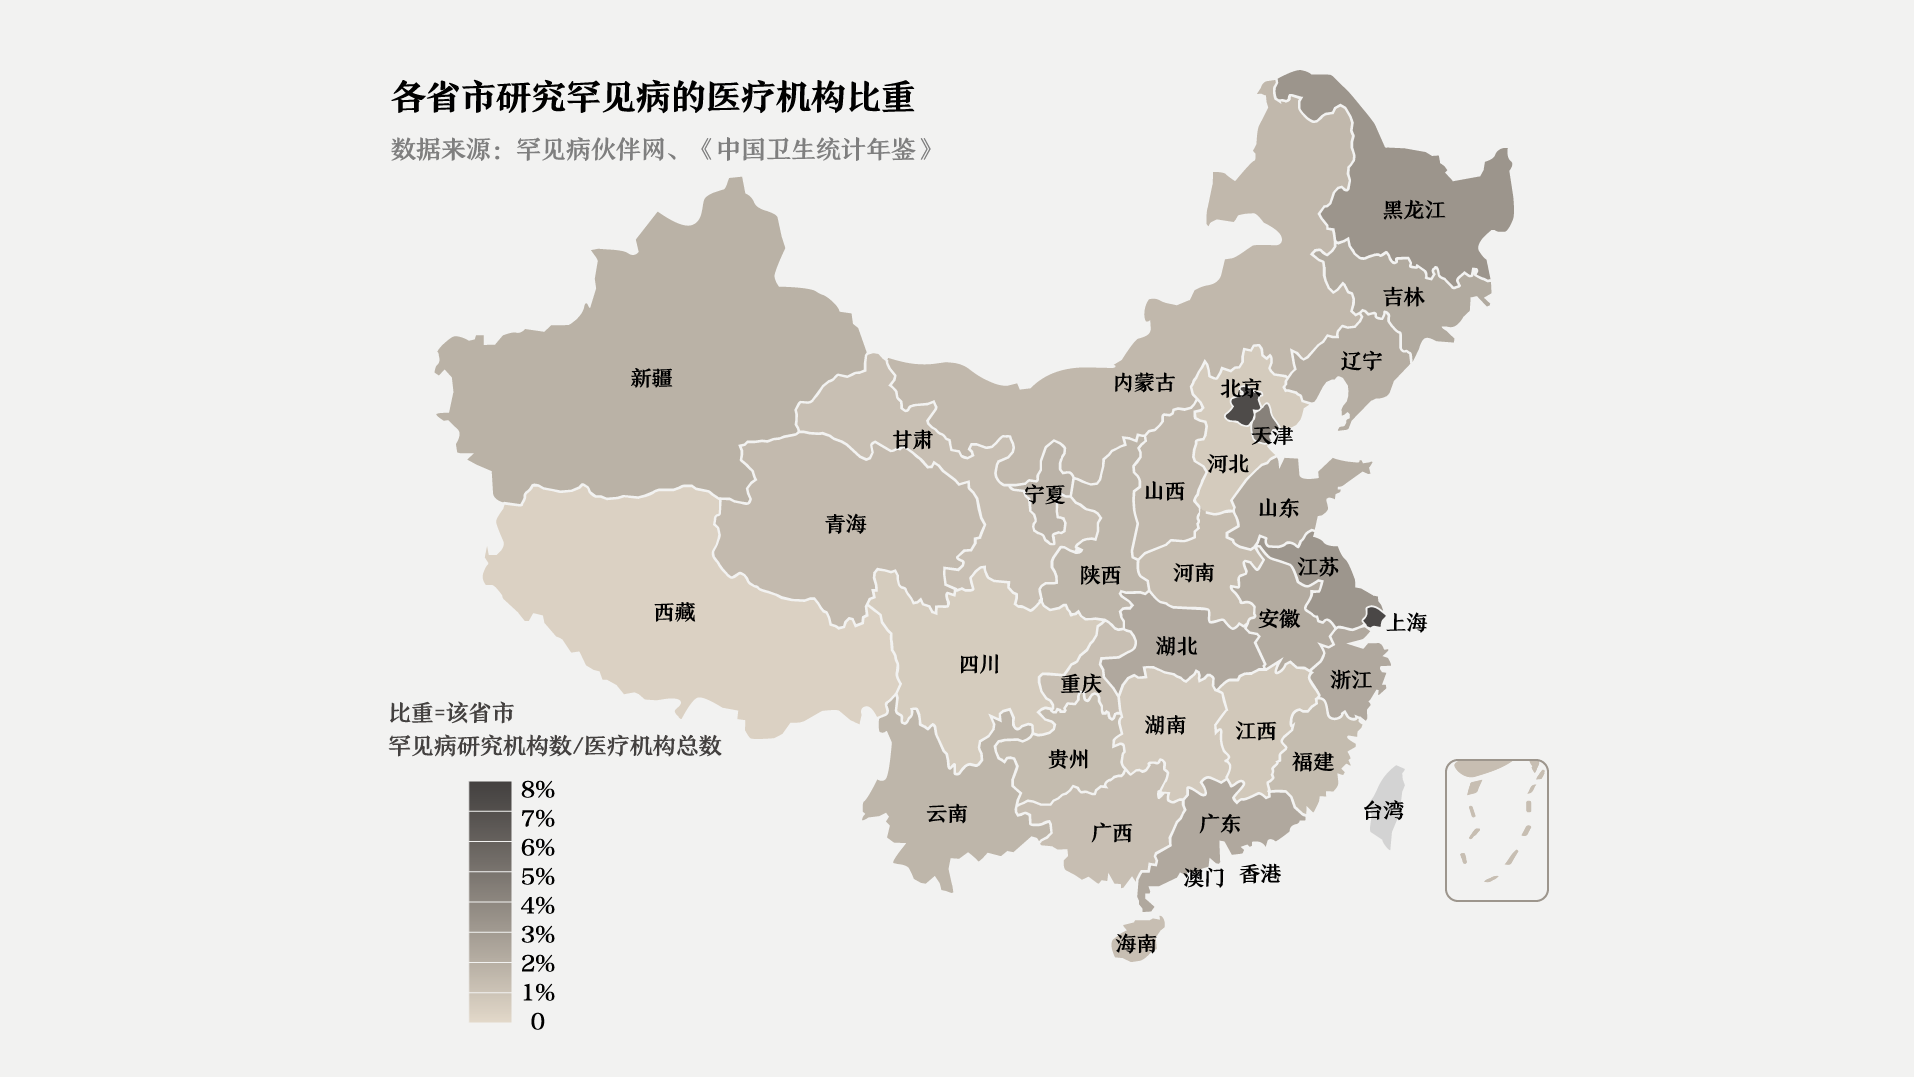 各省市研究罕见病的医疗机构比重
数据来源：罕见病伙伴网、《中国卫生统计年鉴》
黑龙江
吉林
辽宁
新疆
内蒙古
北京
天津
甘肃
河北
宁夏
山西
山东
青海
陕西
河南
江苏
西藏
安徽
上海
湖北
四川
重庆
浙江
湖南
江西
贵州
福建
云南
广西
广东
台湾
澳门
香港
海南
比重=该省市
罕见病研究机构数/医疗机构总数
8%
7%
6%
5%
4%
3%
2%
1%
0